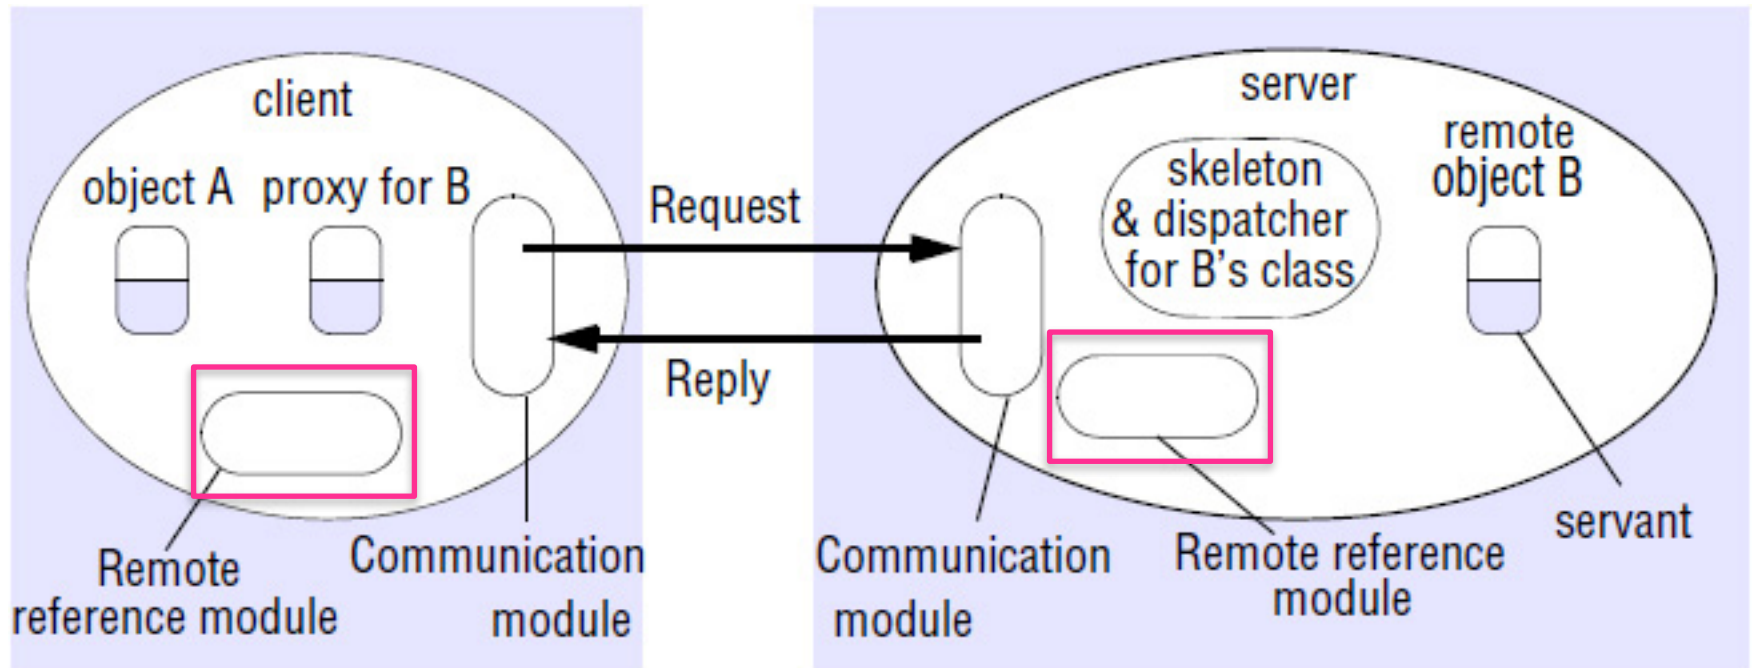 client
object A
proxy for B
Request
Reply
Remote
reference module
Communication
module
server
skeleton
& dispatcher
for B's class
remote
object B
Communication
module
Remote reference
module
servant